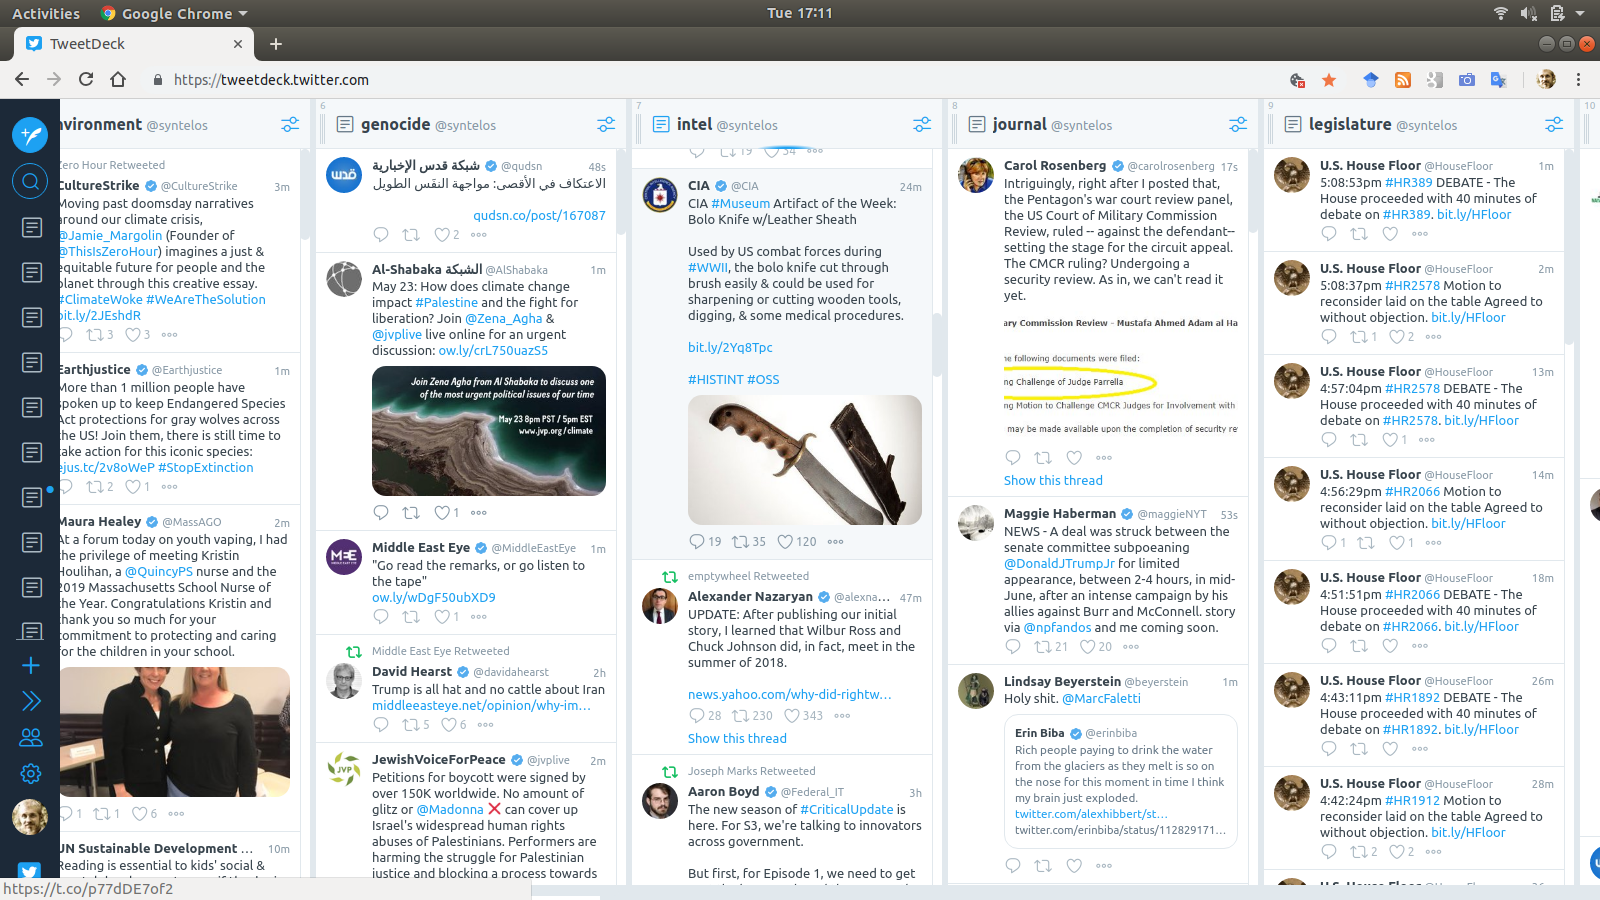 Activities
Google Chrome
Tue 17:11
TweetDeck
https://tweetdeck.twitter.com
nvironment @syntelos
Zero Hour Retweeted
CultureStrike @CultureStrike 3m
Moving past doomsday narratives
around our climate crisis,
@Jamie_Margolin (Founder of
@ThisIsZeroHour) imagines a just &
equitable future for people and the
planet through this creative essay.
#ClimateWoke #WeAreTheSolution
bit.ly/2JEshdR
3 3
Earthjustice @Earthjustice 1m
More than 1 million people have
spoken up to keep Endangered Species
Act protections for gray wolves across
the US! Join them, there is still time to
take action for this iconic species:
ejus.tc/2v8oWeP #StopExtinction
2 1
Maura Healey @MassAGO 2m
At a forum today on youth vaping, I had
the privilege of meeting Kristin
Houlihan, a @QuincyPS nurse and the
2019 Massachusetts School Nurse of
the Year. Congratulations Kristin and
thank you so much for your
commitment to protecting and caring
for the children in your school.
1 1 6
UN Sustainable Development ... 10m
Reading is essential to kids' social &
https://t.co/p77dDE7of2
6
genocide @syntelos
شبكة قدس الإخبارية @qudsn 48s
الاعتكاف في الأقصى: مواجهة النقس الطويل
qudsn.co/post/167087
2
Al-Shabaka الشبكة @AlShabaka 1m
May 23: How does climate change
impact #Palestine and the fight for
liberation? Join @Zena_Agha &
@jvplive live online for an urgent
discussion: ow.ly/crL750uazS5
Join Zena Agha from Al Shabaka to discuss one
of the most urgent political issues of our time
May 23 8pm PST / 5pm EST
www.jvp.org/climate
1
MEE
Middle East Eye @MiddleEastEye 1m
"Go read the remarks, or go listen to
the tape"
ow.ly/wDgF50ubXD9
1
Middle East Eye Retweeted
David Hearst @davidahearst 2h
Trump is all hat and no cattle about Iran
middleeasteye.net/opinion/why-im...
5 6
JVP
JewishVoiceForPeace @jvplive 2m
Petitions for boycott were signed by
over 150K worldwide. No amount of
glitz or @Madonna ❌ can cover up
Israel's widespread human rights
abuses of Palestinians. Performers are
harming the struggle for Palestinian
justice and blocking a process towards
7
intel @syntelos
19 54
CIA @CIA 24m
CIA #Museum Artifact of the Week:
Bolo Knife w/Leather Sheath
Used by US combat forces during
#WWII, the bolo knife cut through
brush easily & could be used for
sharpening or cutting wooden tools,
digging, & some medical procedures.
bit.ly/2Yq8Tpc
#HISTINT #OSS
19 35 120
emptywheel Retweeted
Alexander Nazaryan @alexna... 47m
UPDATE: After publishing our initial
story, I learned that Wilbur Ross and
Chuck Johnson did, in fact, meet in the
summer of 2018.
news.yahoo.com/why-did-rightw...
28 230 343
Show this thread
Joseph Marks Retweeted
Aaron Boyd @Federal_IT 3h
The new season of #CriticalUpdate is
here. For S3, we're talking to innovators
across government.
But first, for Episode 1, we need to get
8
journal @syntelos
Carol Rosenberg @carolrosenberg 17s
Intriguingly, right after I posted that,
the Pentagon's war court review panel,
the US Court of Military Commission
Review, ruled -- against the defendant--
setting the stage for the circuit appeal.
The CMCR ruling? Undergoing a
security review. As in, we can't read it
yet.
ary Commission Review - Mustafa Ahmed Adam al Ha
he following documents were filed:
ng Challenge of Judge Parrella
ng Motion to Challenge CMCR Judges for Involvement with
may be made available upon the completion of security re
Show this thread
Maggie Haberman @maggieNYT 53s
NEWS - A deal was struck between the
senate committee subpoeaning
@DonaldJTrumpJr for limited
appearance, between 2-4 hours, in mid-
June, after an intense campaign by his
allies against Burr and McConnell. story
via @npfandos and me coming soon.
21 20
Lindsay Beyerstein @beyerstein 1m
Holy shit. @MarcFaletti
Erin Biba @erinbiba
Rich people paying to drink the water
from the glaciers as they melt is so on
the nose for this moment in time I think
my brain just exploded.
twitter.com/alexhibbert/st...
twitter.com/erinbiba/status/112829171...
9
legislature @syntelos
U.S. House Floor @HouseFloor 1m
5:08:53pm #HR389 DEBATE - The
House proceeded with 40 minutes of
debate on #HR389. bit.ly/HFloor
U.S. House Floor @HouseFloor 2m
5:08:37pm #HR2578 Motion to
reconsider laid on the table Agreed to
without objection. bit.ly/HFloor
1 2
U.S. House Floor @HouseFloor 13m
4:57:04pm #HR2578 DEBATE - The
House proceeded with 40 minutes of
debate on #HR2578. bit.ly/HFloor
1
U.S. House Floor @HouseFloor 14m
4:56:29pm #HR2066 Motion to
reconsider laid on the table Agreed to
without objection. bit.ly/HFloor
1 1
U.S. House Floor @HouseFloor 18m
4:51:51pm #HR2066 DEBATE - The
House proceeded with 40 minutes of
debate on #HR2066. bit.ly/HFloor
U.S. House Floor @HouseFloor 26m
4:43:11pm #HR1892 DEBATE - The
House proceeded with 40 minutes of
debate on #HR1892. bit.ly/HFloor
U.S. House Floor @HouseFloor 28m
4:42:24pm #HR1912 Motion to
reconsider laid on the table Agreed to
without objection. bit.ly/HFloor
2 2
U.S. House Floor @HouseFloor
10